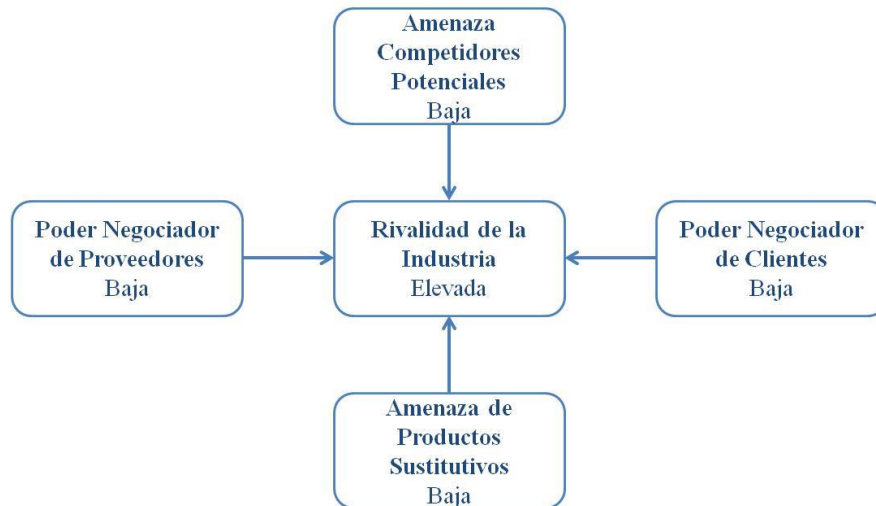 Amenaza
Competidores
Potenciales
Baja
Poder Negociador
de Proveedores
Baja
Rivalidad de la
Industria
Elevada
Poder Negociador
de Clientes
Baja
Amenaza de
Productos
Sustitutivos
Baja